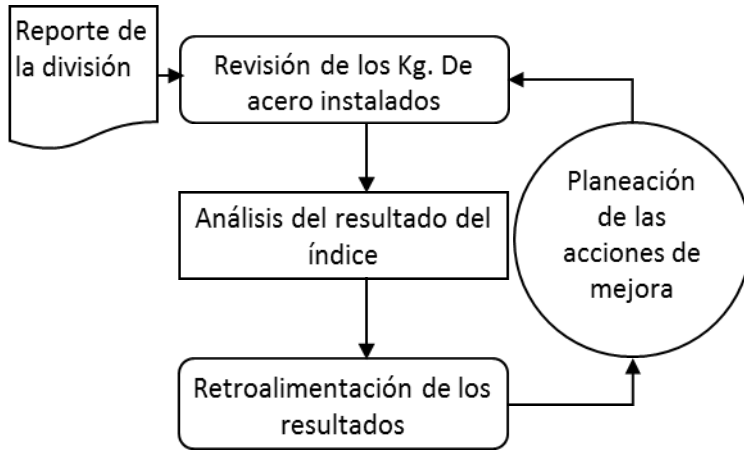 Reporte de
la división
Revisión de los Kg. De
acero instalados
Análisis del resultado del
índice
Retroalimentación de los
resultados
Planeación
de las
acciones de
mejora